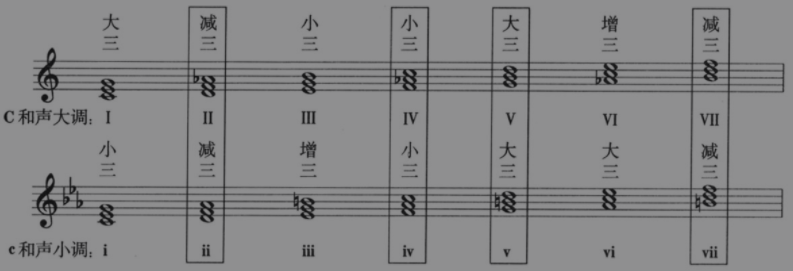 大 减 小 小 大 增 减
三 三 三 三 三 三 三
C和声大调: I II III IV V VI VII
小 减 增 小 大 大 减
三 三 三 三 三 三 三
c和声小调: i ii iii iv v vi vii